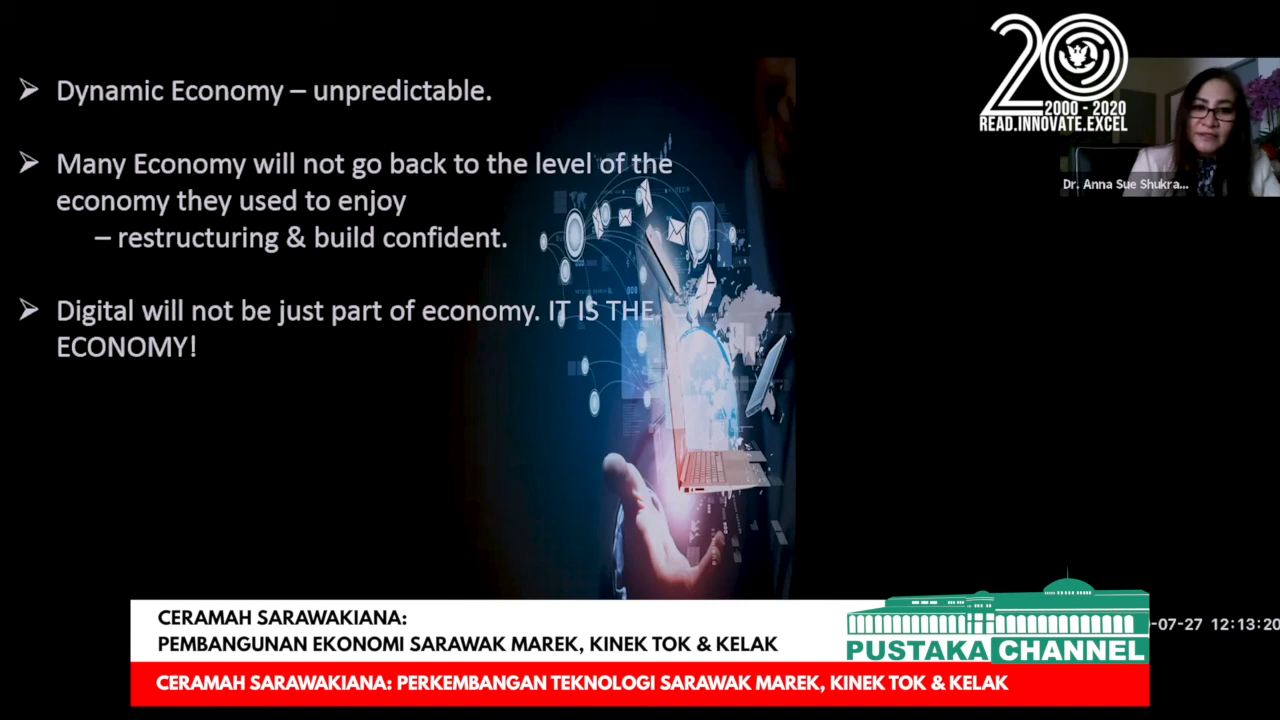 ➢ Dynamic Economy – unpredictable.
➢ Many Economy will not go back to the level of the
economy they used to enjoy
– restructuring & build confident.
➢ Digital will not be just part of economy. IT IS THE
ECONOMY!
20
2000 - 2020
READ.INNOVATE.EXCEL
Dr. Anna Sue Shukra...
CERAMAH SARAWAKIANA:
PEMBANGUNAN EKONOMI SARAWAK MAREK, KINEK TOK & KELAK
PUSTAKA CHANNEL
-07-27 12:13:20
CERAMAH SARAWAKIANA: PERKEMBANGAN TEKNOLOGI SARAWAK MAREK, KINEK TOK & KELAK